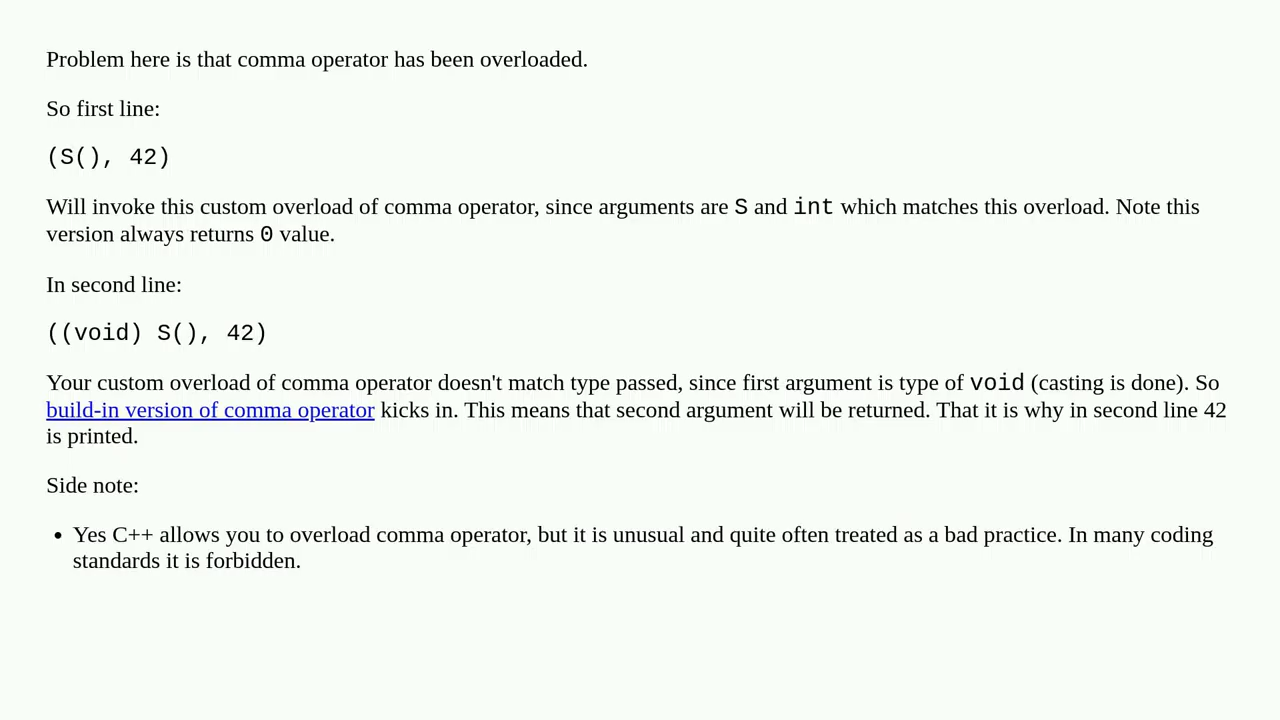 Problem here is that comma operator has been overloaded.
So first line:
(S(), 42)
Will invoke this custom overload of comma operator, since arguments are S and int which matches this overload. Note this
version always returns 0 value.
In second line:
((void) S(), 42)
Your custom overload of comma operator doesn't match type passed, since first argument is type of void (casting is done). So
build-in version of comma operator kicks in. This means that second argument will be returned. That it is why in second line 42
is printed.
Side note:
• Yes C++ allows you to overload comma operator, but it is unusual and quite often treated as a bad practice. In many coding
standards it is forbidden.